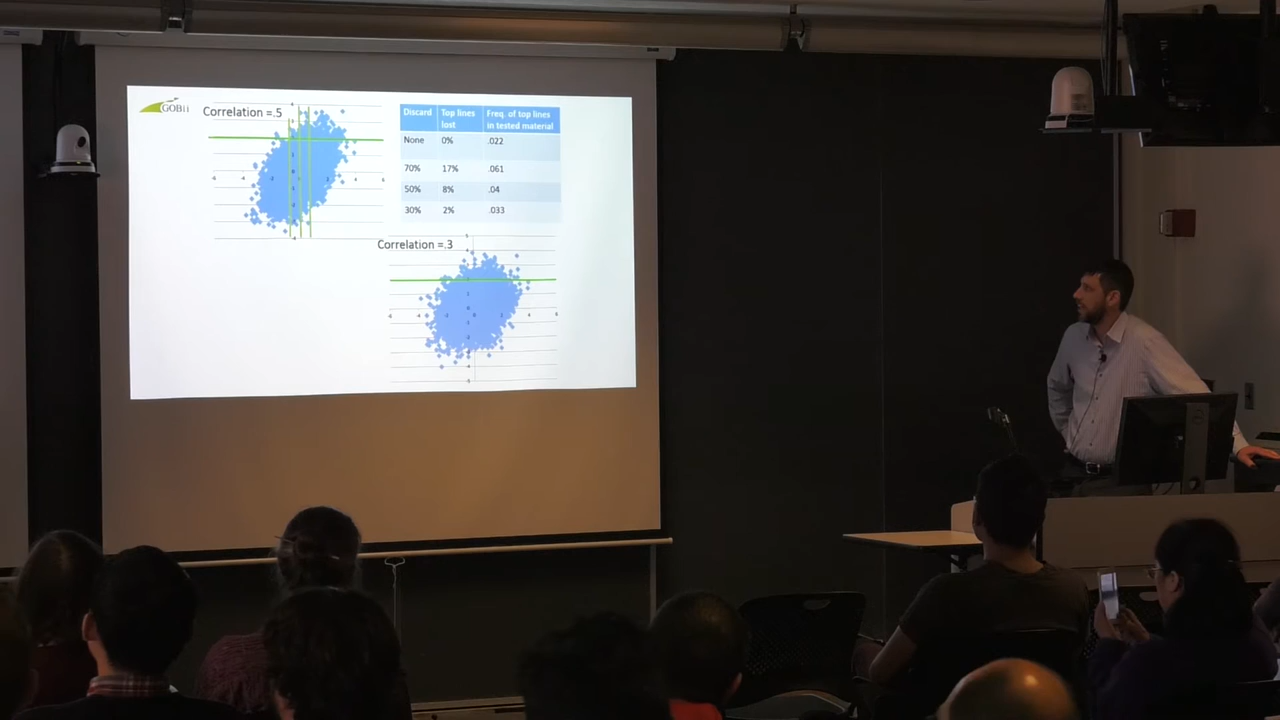 GOBii
Correlation =.5
Discard Top lines lost Freq. of top lines in tested material
None 0% .022
70% 17% .061
50% 8% .04
30% 2% .033
Correlation =.3